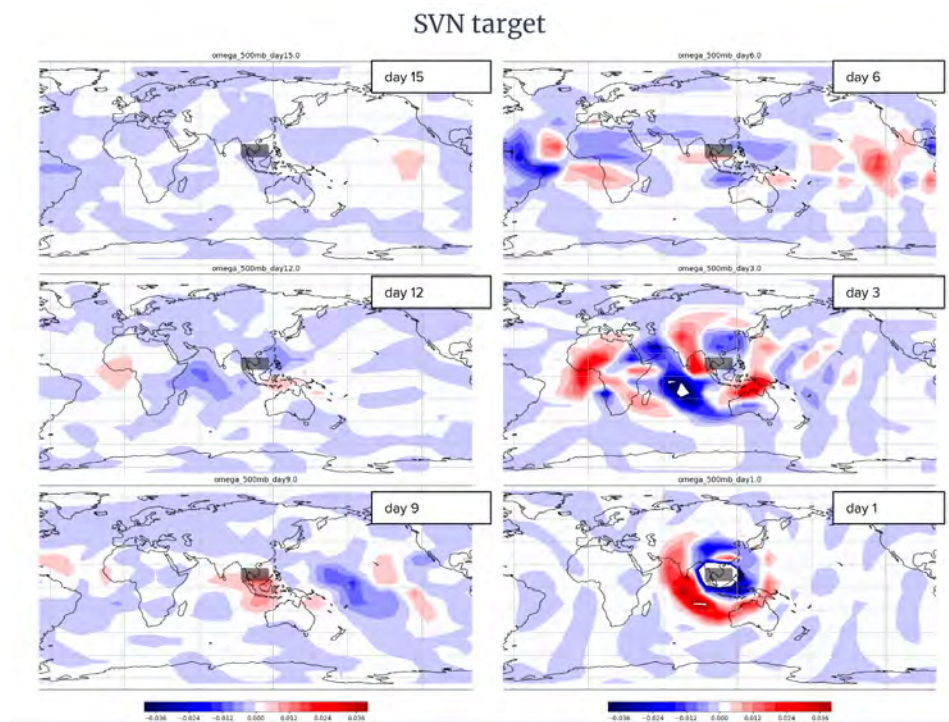 SVN target
omega_500mb_day15.0
day 15
omega_500mb_day6.0
day 6
omega_500mb_day12.0
day 12
omega_500mb_day3.0
day 3
omega_500mb_day9.0
day 9
omega_500mb_day1.0
day 1
−0.036 −0.024 −0.012 0.000 0.012 0.024 0.036
−0.036 −0.024 −0.012 0.000 0.012 0.024 0.036